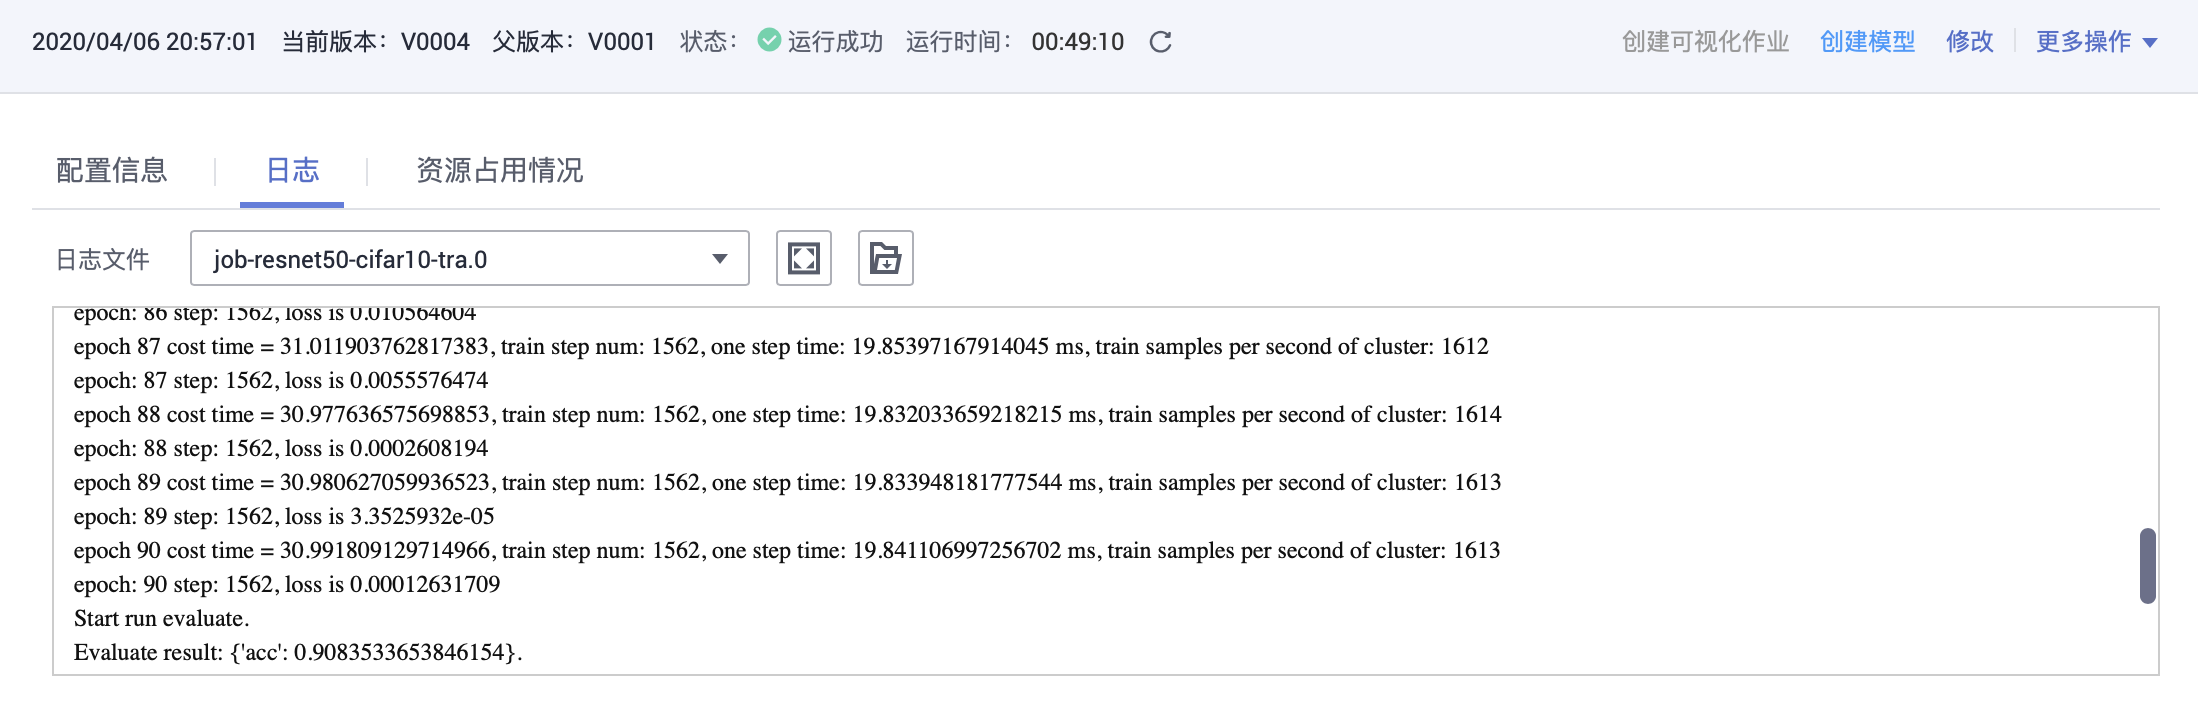 2020/04/06 20:57:01 当前版本： V0004 父版本： V0001 状态： 运行成功 运行时间： 00:49:10 创建可视化作业 创建模型 修改 更多操作
配置信息 日志 资源占用情况
日志文件 job-resnet50-cifar10-tra.0
epoch: 86 step: 1562, loss is 0.010564604
epoch 87 cost time = 31.011903762817383, train step num: 1562, one step time: 19.85397167914045 ms, train samples per second of cluster: 1612
epoch: 87 step: 1562, loss is 0.0055576474
epoch 88 cost time = 30.977636575698853, train step num: 1562, one step time: 19.832033659218215 ms, train samples per second of cluster: 1614
epoch: 88 step: 1562, loss is 0.0002608194
epoch 89 cost time = 30.980627059936523, train step num: 1562, one step time: 19.833948181777544 ms, train samples per second of cluster: 1613
epoch: 89 step: 1562, loss is 3.3525932e-05
epoch 90 cost time = 30.991809129714966, train step num: 1562, one step time: 19.841106997256702 ms, train samples per second of cluster: 1613
epoch: 90 step: 1562, loss is 0.00012631709
Start run evaluate.
Evaluate result: {'acc': 0.9083533653846154}.